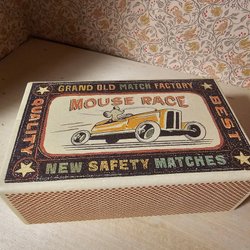 GRAND OLD MATCH FACTORY
QUALITY
MOUSE RACE
BEST
NEW SAFETY MATCHES